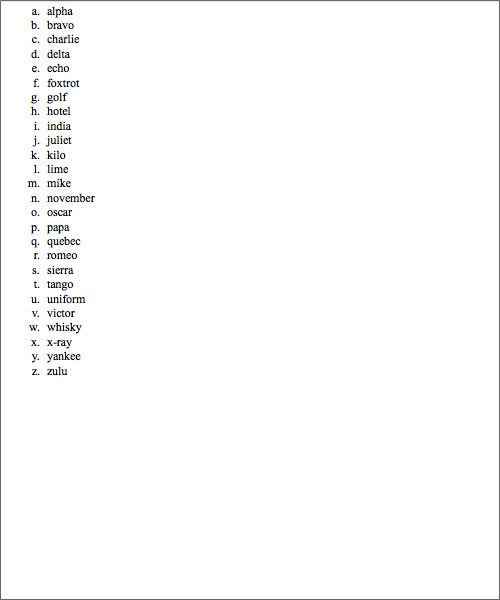 a. alpha
b. bravo
c. charlie
d. delta
e. echo
f. foxtrot
g. golf
h. hotel
i. india
j. juliet
k. kilo
l. lime
m. mike
n. november
o. oscar
p. papa
q. quebec
r. romeo
s. sierra
t. tango
u. uniform
v. victor
w. whisky
x. x-ray
y. yankee
z. zulu